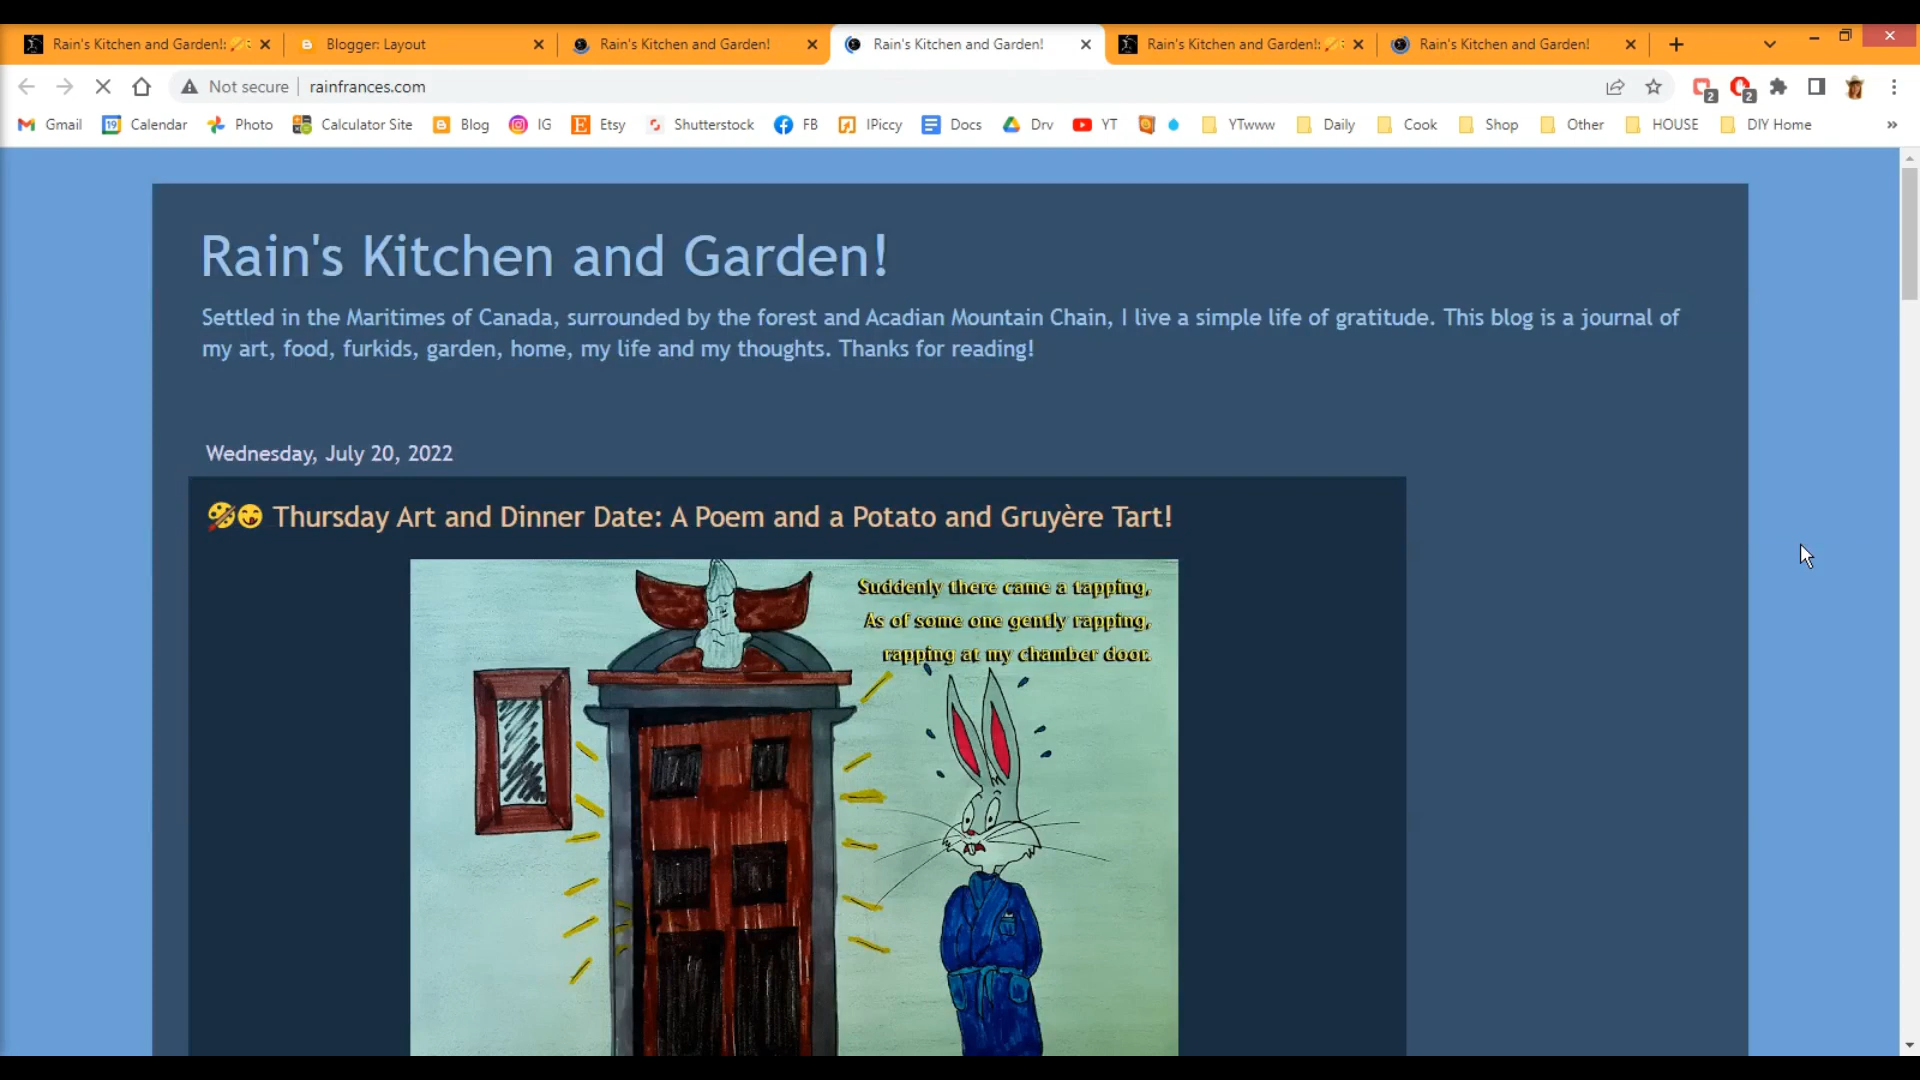 Rain's Kitchen and Garden!:
Blogger: Layout
Rain's Kitchen and Garden!
Rain's Kitchen and Garden!
Rain's Kitchen and Garden!:
Rain's Kitchen and Garden!
Not secure
rainfrances.com
2
2
Gmail
19 Calendar
Photo
Calculator Site
Blog
IG
Etsy
Shutterstock
FB
IPiccy
Docs
Drv
YT
YTwww
Daily
Cook
Shop
Other
HOUSE
DIY Home
»
Rain's Kitchen and Garden!
Settled in the Maritimes of Canada, surrounded by the forest and Acadian Mountain Chain, I live a simple life of gratitude. This blog is a journal of
my art, food, furkids, garden, home, my life and my thoughts. Thanks for reading!
Wednesday, July 20, 2022
🎨😋 Thursday Art and Dinner Date: A Poem and a Potato and Gruyère Tart!
Suddenly there came a tapping,
As of some one gently rapping,
rapping at my chamber door.